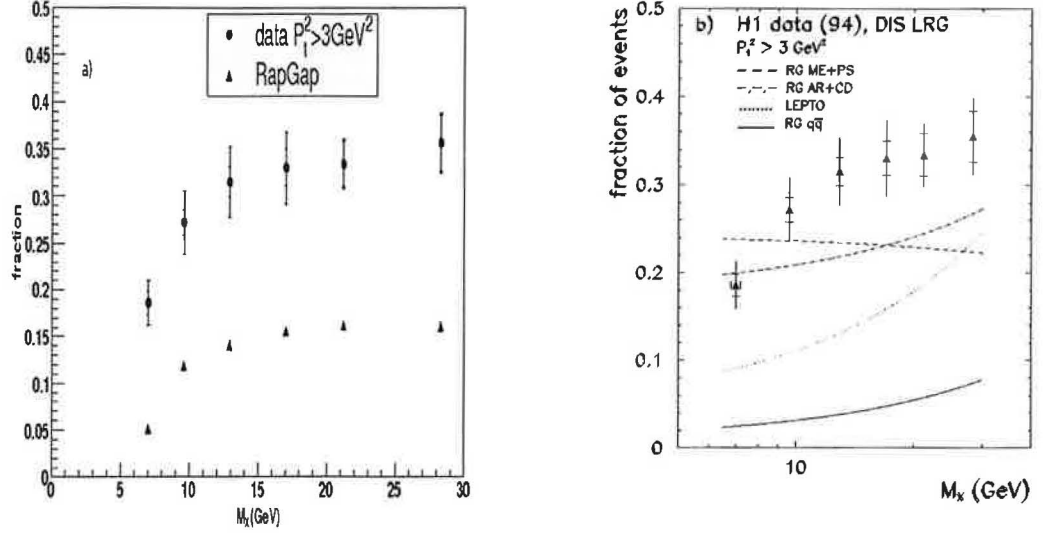 a)
data P₁²>3GeV²
RapGap
0.5
0.45
0.4
0.35
0.3
0.25
0.2
0.15
0.1
0.05
0
fraction
0 5 10 15 20 25 30
Mₓ(GeV)
b) H1 data (94), DIS LRG
P₁² > 3 GeV²
RG ME+PS
RG AR+CD
LEPTO
RG qq̅
0.5
0.4
0.3
0.2
0.1
0
fraction of events
10
Mₓ (GeV)